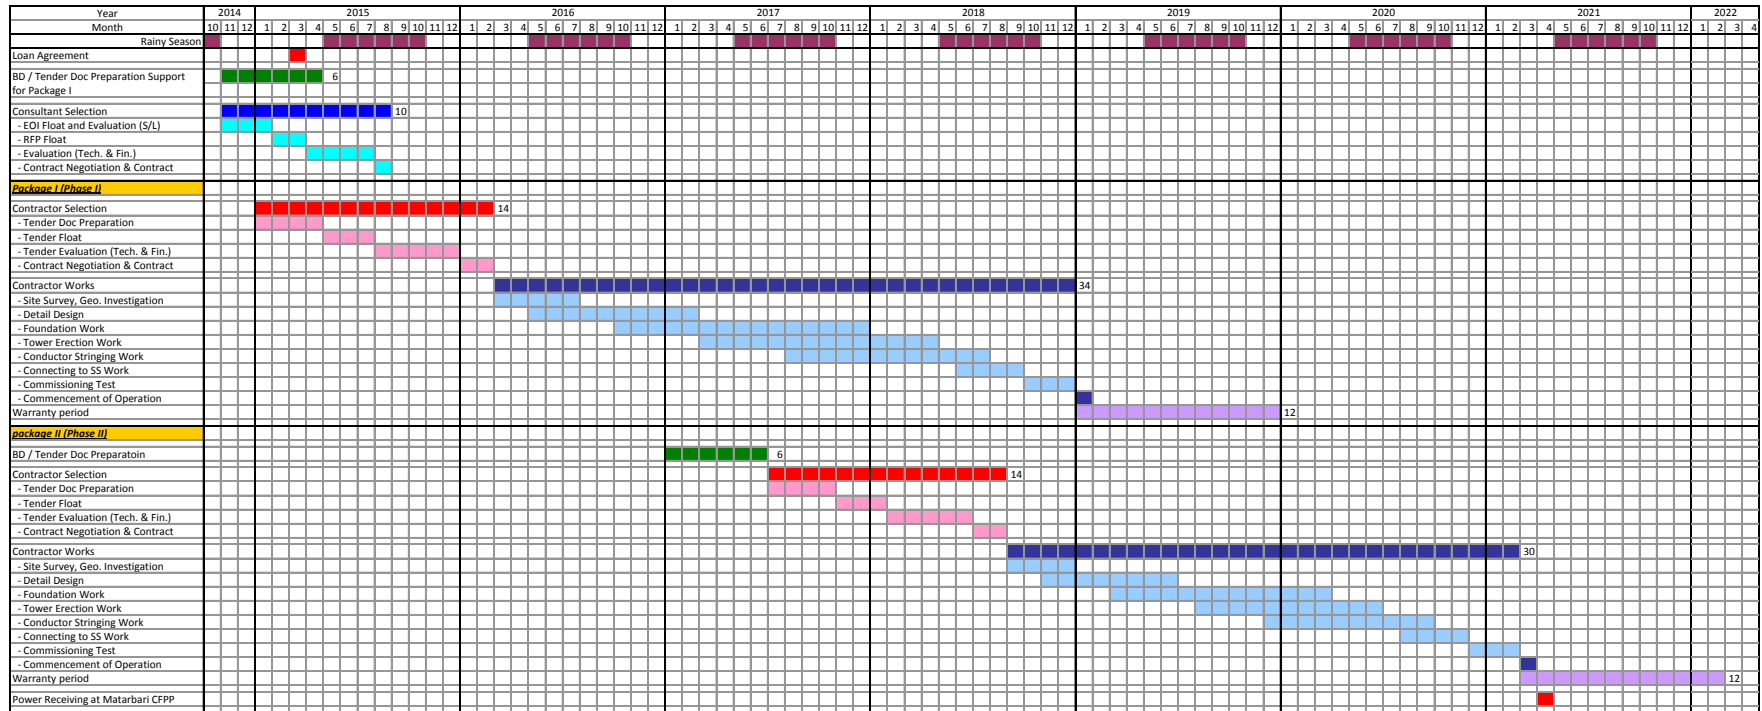 Year 2014 2015 2016 2017 2018 2019 2020 2021 2022
Month 10 11 12 1 2 3 4 5 6 7 8 9 10 11 12 1 2 3 4 5 6 7 8 9 10 11 12 1 2 3 4 5 6 7 8 9 10 11 12 1 2 3 4 5 6 7 8 9 10 11 12 1 2 3 4 5 6 7 8 9 10 11 12 1 2 3 4 5 6 7 8 9 10 11 12 1 2 3 4 5 6 7 8 9 10 11 12 1 2 3 4
Rainy Season
Loan Agreement
BD / Tender Doc Preparation Support 6
for Package I
Consultant Selection 10
- EOI Float and Evaluation (S/L)
- RFP Float
- Evaluation (Tech. & Fin.)
- Contract Negotiation & Contract
Package I (Phase I)
Contractor Selection 14
- Tender Doc Preparation
- Tender Float
- Tender Evaluation (Tech. & Fin.)
- Contract Negotiation & Contract
Contractor Works 34
- Site Survey, Geo. Investigation
- Detail Design
- Foundation Work
- Tower Erection Work
- Conductor Stringing Work
- Connecting to SS Work
- Commissioning Test
- Commencement of Operation
Warranty period 12
package II (Phase II)
BD / Tender Doc Preparatoin 6
Contractor Selection 14
- Tender Doc Preparation
- Tender Float
- Tender Evaluation (Tech. & Fin.)
- Contract Negotiation & Contract
Contractor Works 30
- Site Survey, Geo. Investigation
- Detail Design
- Foundation Work
- Tower Erection Work
- Conductor Stringing Work
- Connecting to SS Work
- Commissioning Test
- Commencement of Operation
Warranty period 12
Power Receiving at Matarbari CFPP